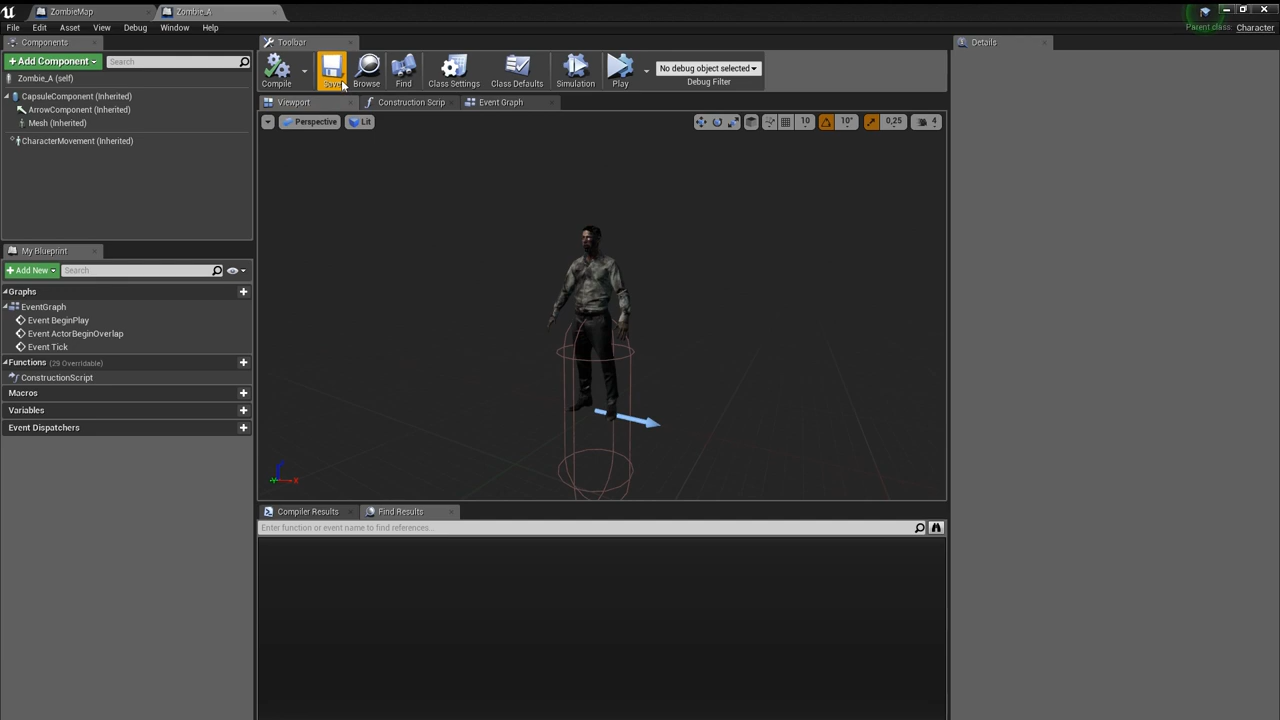 ZombieMap
Zombie_A
File Edit Asset View Debug Window Help
Parent class: Character
Components
Toolbar
Details
+Add Component
Search
Zombie_A (self)
CapsuleComponent (Inherited)
ArrowComponent (Inherited)
Mesh (Inherited)
CharacterMovement (Inherited)
Compile
Save
Browse
Find
Class Settings
Class Defaults
Simulation
Play
No debug object selected
Debug Filter
Viewport
Construction Scrip
Event Graph
Perspective
Lit
10
10°
0,25
4
My Blueprint
+Add New
Search
Graphs
EventGraph
Event BeginPlay
Event ActorBeginOverlap
Event Tick
Functions (29 Overridable)
ConstructionScript
Macros
Variables
Event Dispatchers
Compiler Results
Find Results
Enter function or event name to find references...